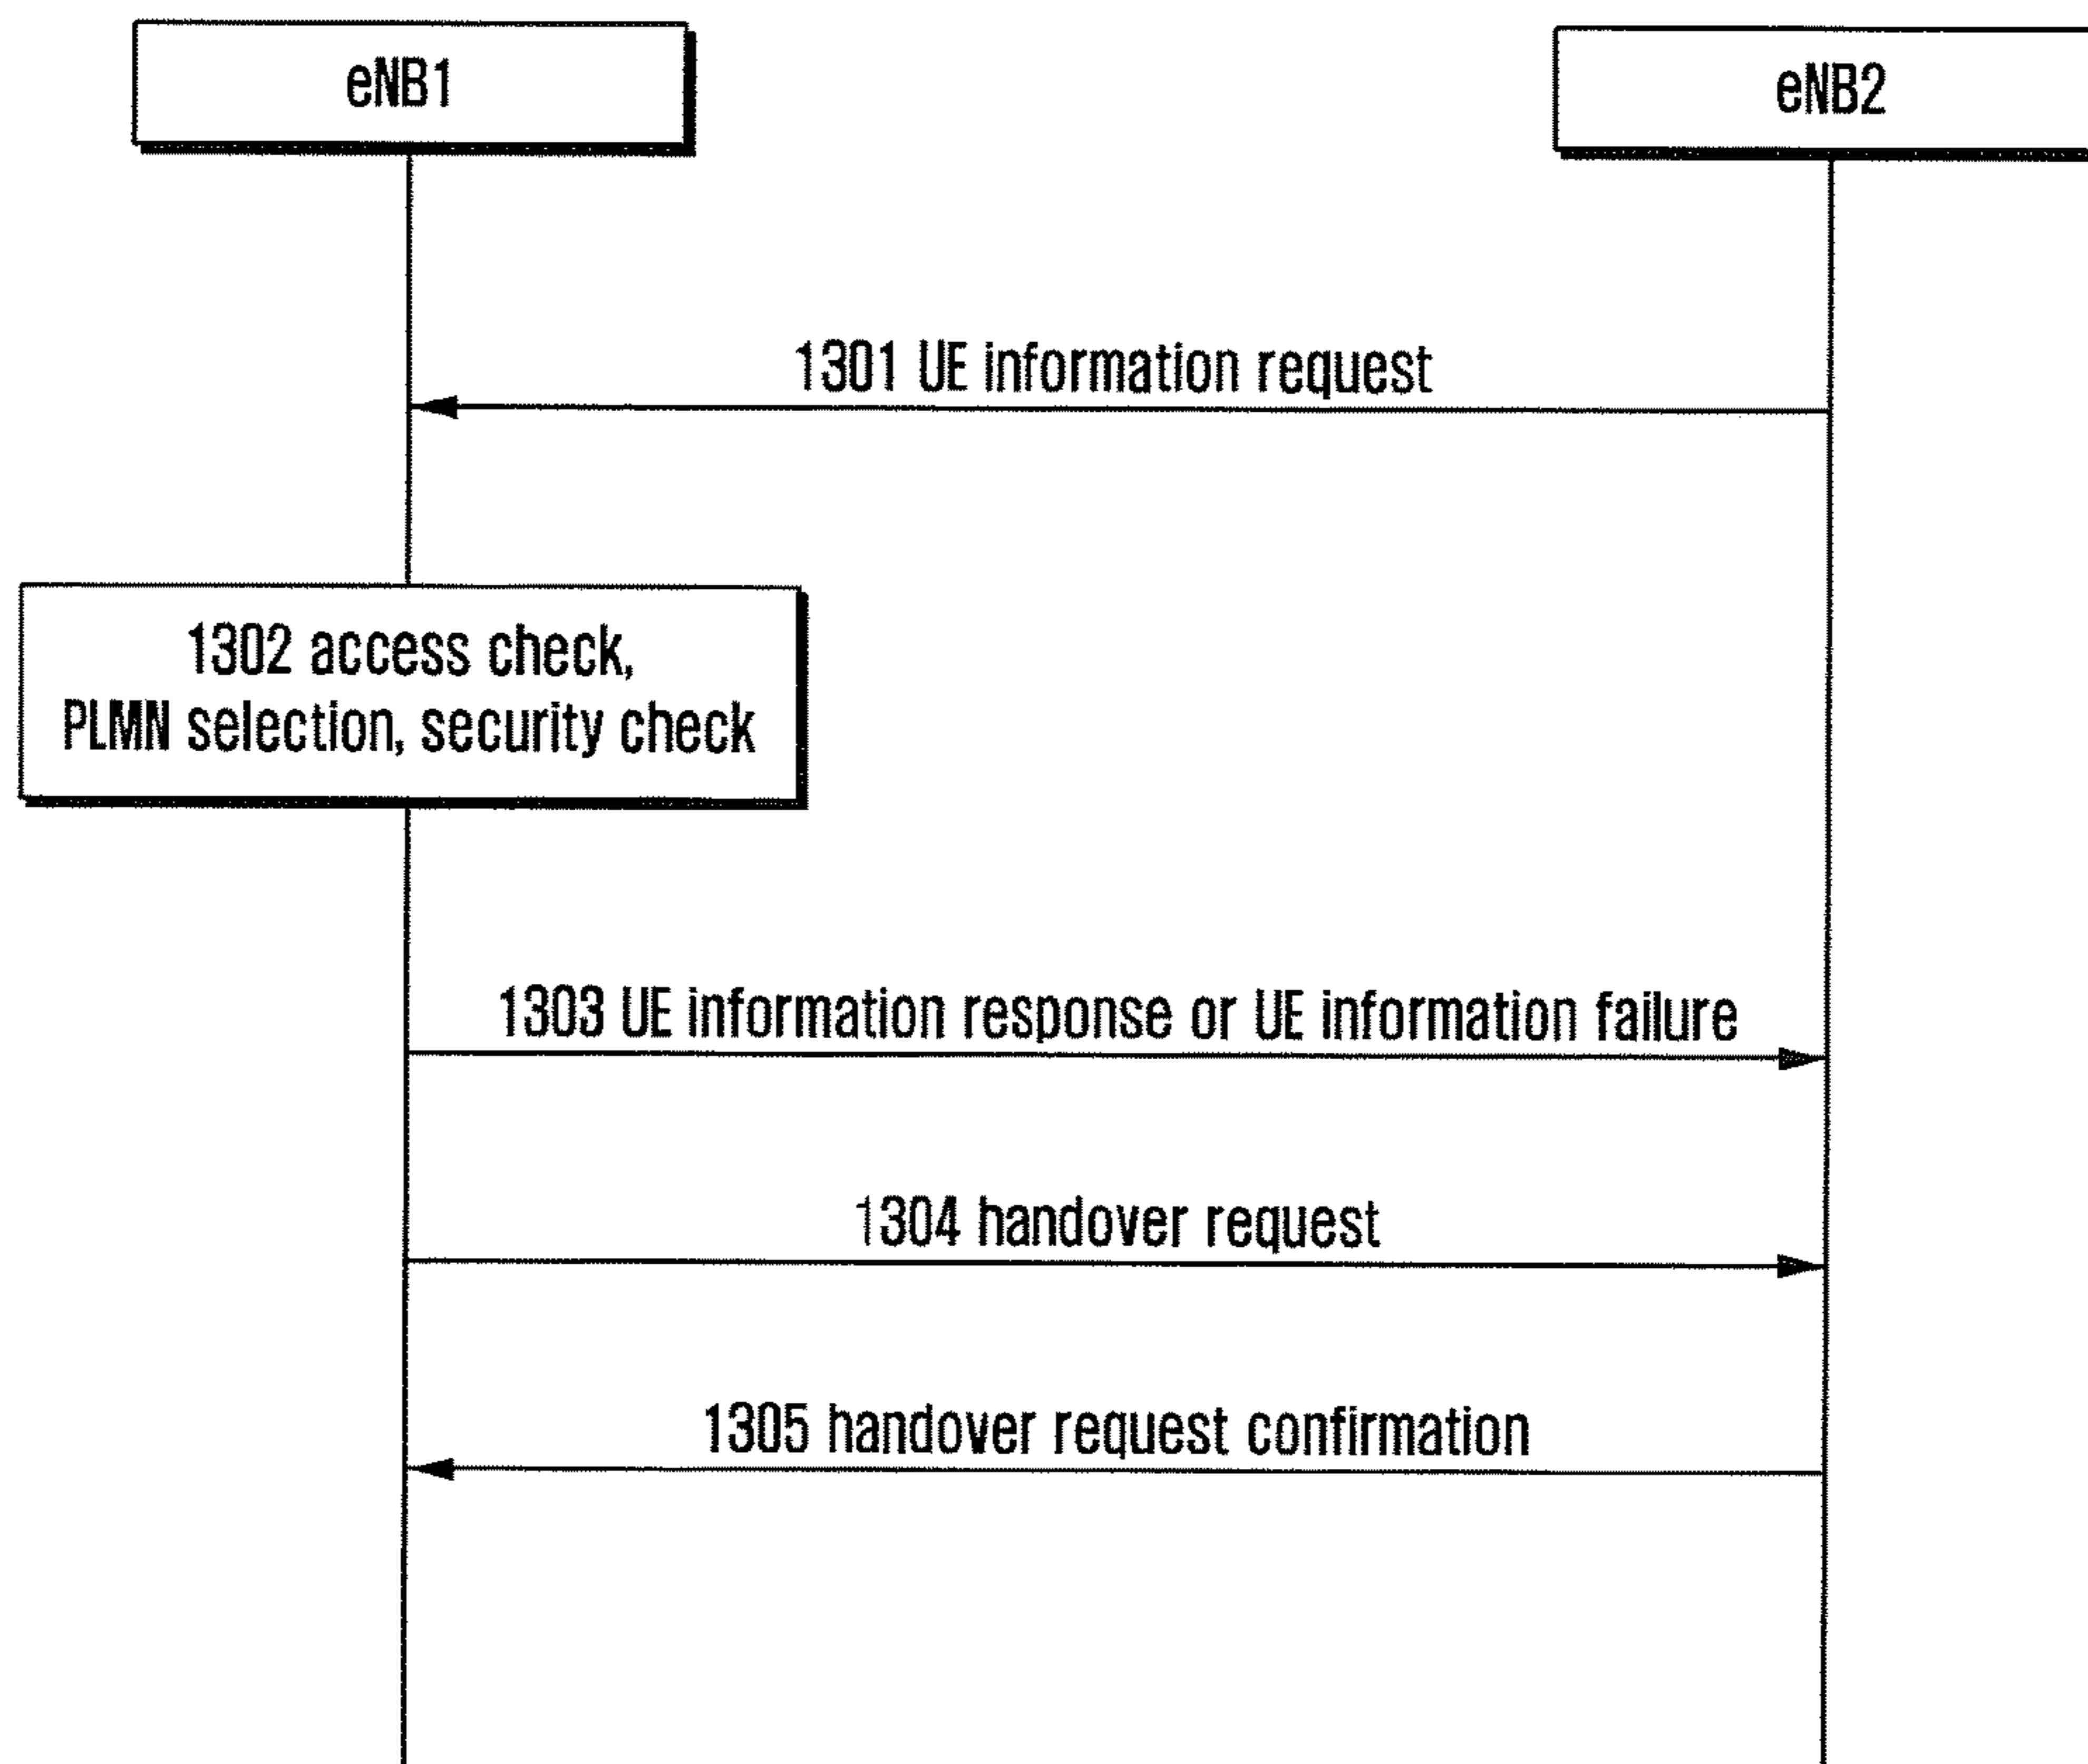 eNB1
eNB2
1301 UE information request
1302 access check,
PLMN selection, security check
1303 UE information response or UE information failure
1304 handover request
1305 handover request confirmation